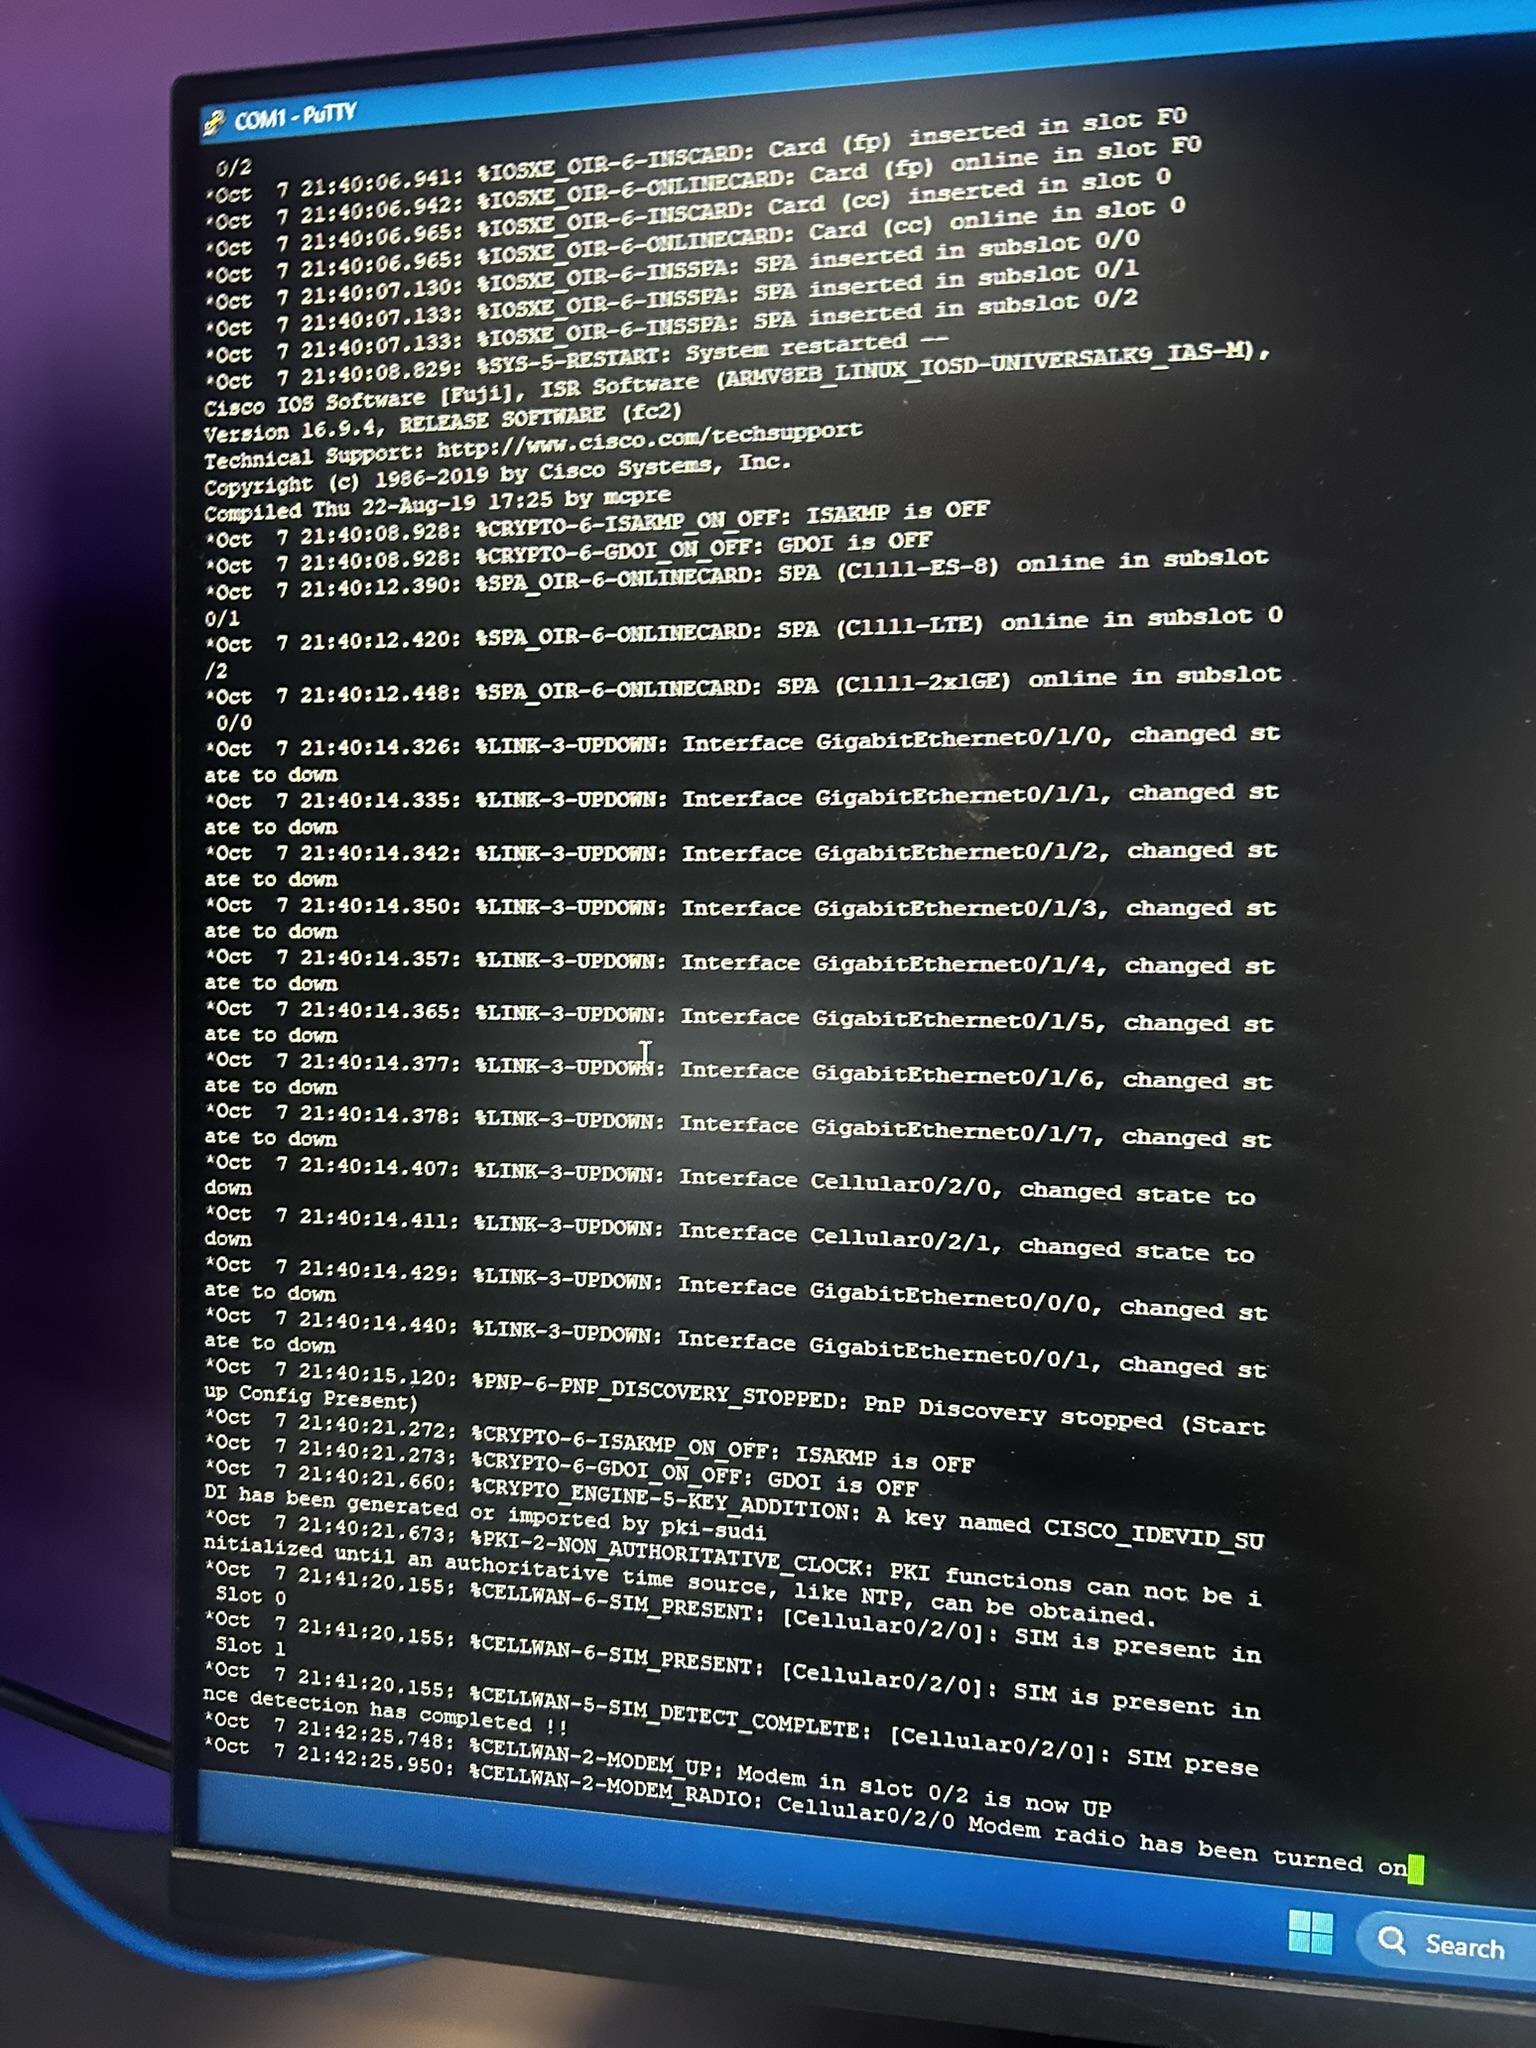 COM1 - PuTTY
0/2
*Oct  7 21:40:06.941: %IOSXE_OIR-6-INSCARD: Card (fp) inserted in slot F0
*Oct  7 21:40:06.942: %IOSXE_OIR-6-ONLINECARD: Card (fp) online in slot F0
*Oct  7 21:40:06.965: %IOSXE_OIR-6-INSCARD: Card (cc) inserted in slot 0
*Oct  7 21:40:06.965: %IOSXE_OIR-6-ONLINECARD: Card (cc) online in slot 0
*Oct  7 21:40:07.130: %IOSXE_OIR-6-INSSPA: SPA inserted in subslot 0/0
*Oct  7 21:40:07.133: %IOSXE_OIR-6-INSSPA: SPA inserted in subslot 0/1
*Oct  7 21:40:07.133: %IOSXE_OIR-6-INSSPA: SPA inserted in subslot 0/2
*Oct  7 21:40:08.829: %SYS-5-RESTART: System restarted --
Cisco IOS Software [Fuji], ISR Software (ARMV8EB_LINUX_IOSD-UNIVERSALK9_IAS-M),
Version 16.9.4, RELEASE SOFTWARE (fc2)
Technical Support: http://www.cisco.com/techsupport
Copyright (c) 1986-2019 by Cisco Systems, Inc.
Compiled Thu 22-Aug-19 17:25 by mcpre
*Oct  7 21:40:08.928: %CRYPTO-6-ISAKMP_ON_OFF: ISAKMP is OFF
*Oct  7 21:40:08.928: %CRYPTO-6-GDOI_ON_OFF: GDOI is OFF
*Oct  7 21:40:12.390: %SPA_OIR-6-ONLINECARD: SPA (C1111-ES-8) online in subslot
0/1
*Oct  7 21:40:12.420: %SPA_OIR-6-ONLINECARD: SPA (C1111-LTE) online in subslot 0
/2
*Oct  7 21:40:12.448: %SPA_OIR-6-ONLINECARD: SPA (C1111-2x1GE) online in subslot
0/0
*Oct  7 21:40:14.326: %LINK-3-UPDOWN: Interface GigabitEthernet0/1/0, changed st
ate to down
*Oct  7 21:40:14.335: %LINK-3-UPDOWN: Interface GigabitEthernet0/1/1, changed st
ate to down
*Oct  7 21:40:14.342: %LINK-3-UPDOWN: Interface GigabitEthernet0/1/2, changed st
ate to down
*Oct  7 21:40:14.350: %LINK-3-UPDOWN: Interface GigabitEthernet0/1/3, changed st
ate to down
*Oct  7 21:40:14.357: %LINK-3-UPDOWN: Interface GigabitEthernet0/1/4, changed st
ate to down
*Oct  7 21:40:14.365: %LINK-3-UPDOWN: Interface GigabitEthernet0/1/5, changed st
ate to down
*Oct  7 21:40:14.377: %LINK-3-UPDOWN: Interface GigabitEthernet0/1/6, changed st
ate to down
*Oct  7 21:40:14.378: %LINK-3-UPDOWN: Interface GigabitEthernet0/1/7, changed st
ate to down
*Oct  7 21:40:14.407: %LINK-3-UPDOWN: Interface Cellular0/2/0, changed state to
down
*Oct  7 21:40:14.411: %LINK-3-UPDOWN: Interface Cellular0/2/1, changed state to
down
*Oct  7 21:40:14.429: %LINK-3-UPDOWN: Interface GigabitEthernet0/0/0, changed st
ate to down
*Oct  7 21:40:14.440: %LINK-3-UPDOWN: Interface GigabitEthernet0/0/1, changed st
ate to down
*Oct  7 21:40:15.120: %PNP-6-PNP_DISCOVERY_STOPPED: PnP Discovery stopped (Start
up Config Present)
*Oct  7 21:40:21.272: %CRYPTO-6-ISAKMP_ON_OFF: ISAKMP is OFF
*Oct  7 21:40:21.273: %CRYPTO-6-GDOI_ON_OFF: GDOI is OFF
*Oct  7 21:40:21.660: %CRYPTO_ENGINE-5-KEY_ADDITION: A key named CISCO_IDEVID_SU
DI has been generated or imported by pki-sudi
*Oct  7 21:40:21.673: %PKI-2-NON_AUTHORITATIVE_CLOCK: PKI functions can not be i
nitialized until an authoritative time source, like NTP, can be obtained.
*Oct  7 21:41:20.155: %CELLWAN-6-SIM_PRESENT: [Cellular0/2/0]: SIM is present in
Slot 0
*Oct  7 21:41:20.155: %CELLWAN-6-SIM_PRESENT: [Cellular0/2/0]: SIM is present in
Slot 1
*Oct  7 21:41:20.155: %CELLWAN-5-SIM_DETECT_COMPLETE: [Cellular0/2/0]: SIM prese
nce detection has completed !!
*Oct  7 21:42:25.748: %CELLWAN-2-MODEM_UP: Modem in slot 0/2 is now UP
*Oct  7 21:42:25.950: %CELLWAN-2-MODEM_RADIO: Cellular0/2/0 Modem radio has been turned on
Search